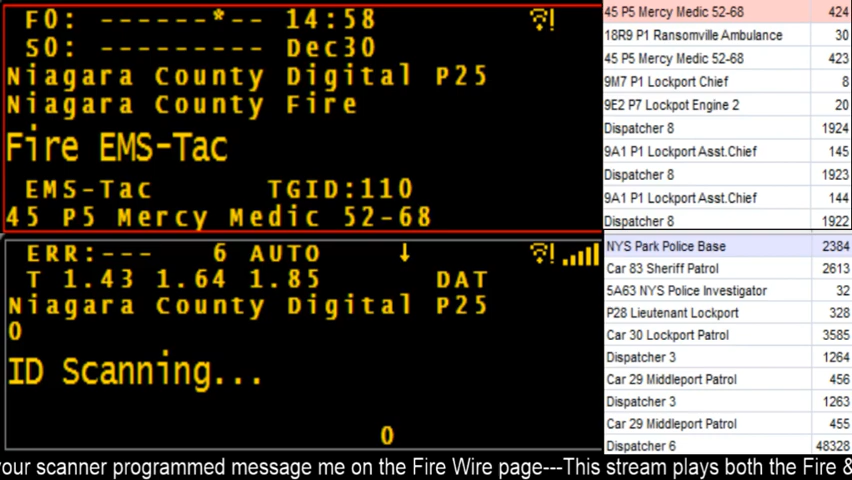 F0: ------*-- 14:58
S0: --------- Dec30
Niagara County Digital P25
Niagara County Fire
Fire EMS-Tac
EMS-Tac TGID:110
45 P5 Mercy Medic 52-68
45 P5 Mercy Medic 52-68 424
18R9 P1 Ransomville Ambulance 30
45 P5 Mercy Medic 52-68 423
9M7 P1 Lockport Chief 8
9E2 P7 Lockpot Engine 2 20
Dispatcher 8 1924
9A1 P1 Lockport Asst.Chief 145
Dispatcher 8 1923
9A1 P1 Lockport Asst.Chief 144
Dispatcher 8 1922
ERR:--- 6 AUTO ↓
T 1.43 1.64 1.85 DAT
Niagara County Digital P25
0
ID Scanning...
0
NYS Park Police Base 2384
Car 83 Sheriff Patrol 2613
5A63 NYS Police Investigator 32
P28 Lieutenant Lockport 328
Car 30 Lockport Patrol 3585
Dispatcher 3 1264
Car 29 Middleport Patrol 456
Dispatcher 3 1263
Car 29 Middleport Patrol 455
Dispatcher 6 48328
your scanner programmed message me on the Fire Wire page---This stream plays both the Fire &